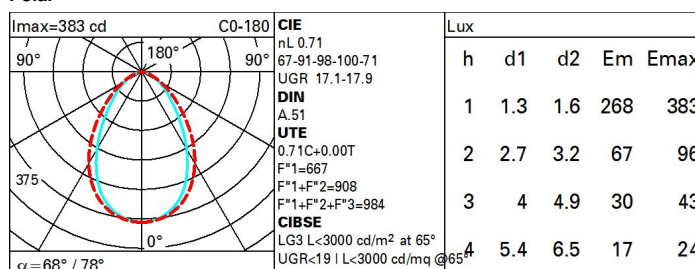 Imax=383 cd C0-180
90° 180° 90°
375
0°
α=68° / 78°
CIE
nL 0.71
67-91-98-100-71
UGR 17.1-17.9
DIN
A.51
UTE
0.71C+0.00T
F"1=667
F"1+F"2=908
F"1+F"2+F"3=984
CIBSE
LG3 L<3000 cd/m² at 65°
UGR<19 | L<3000 cd/mq @65°
Lux
h d1 d2 Em Emax
1 1.3 1.6 268 383
2 2.7 3.2 67 96
3 4 4.9 30 43
4 5.4 6.5 17 24